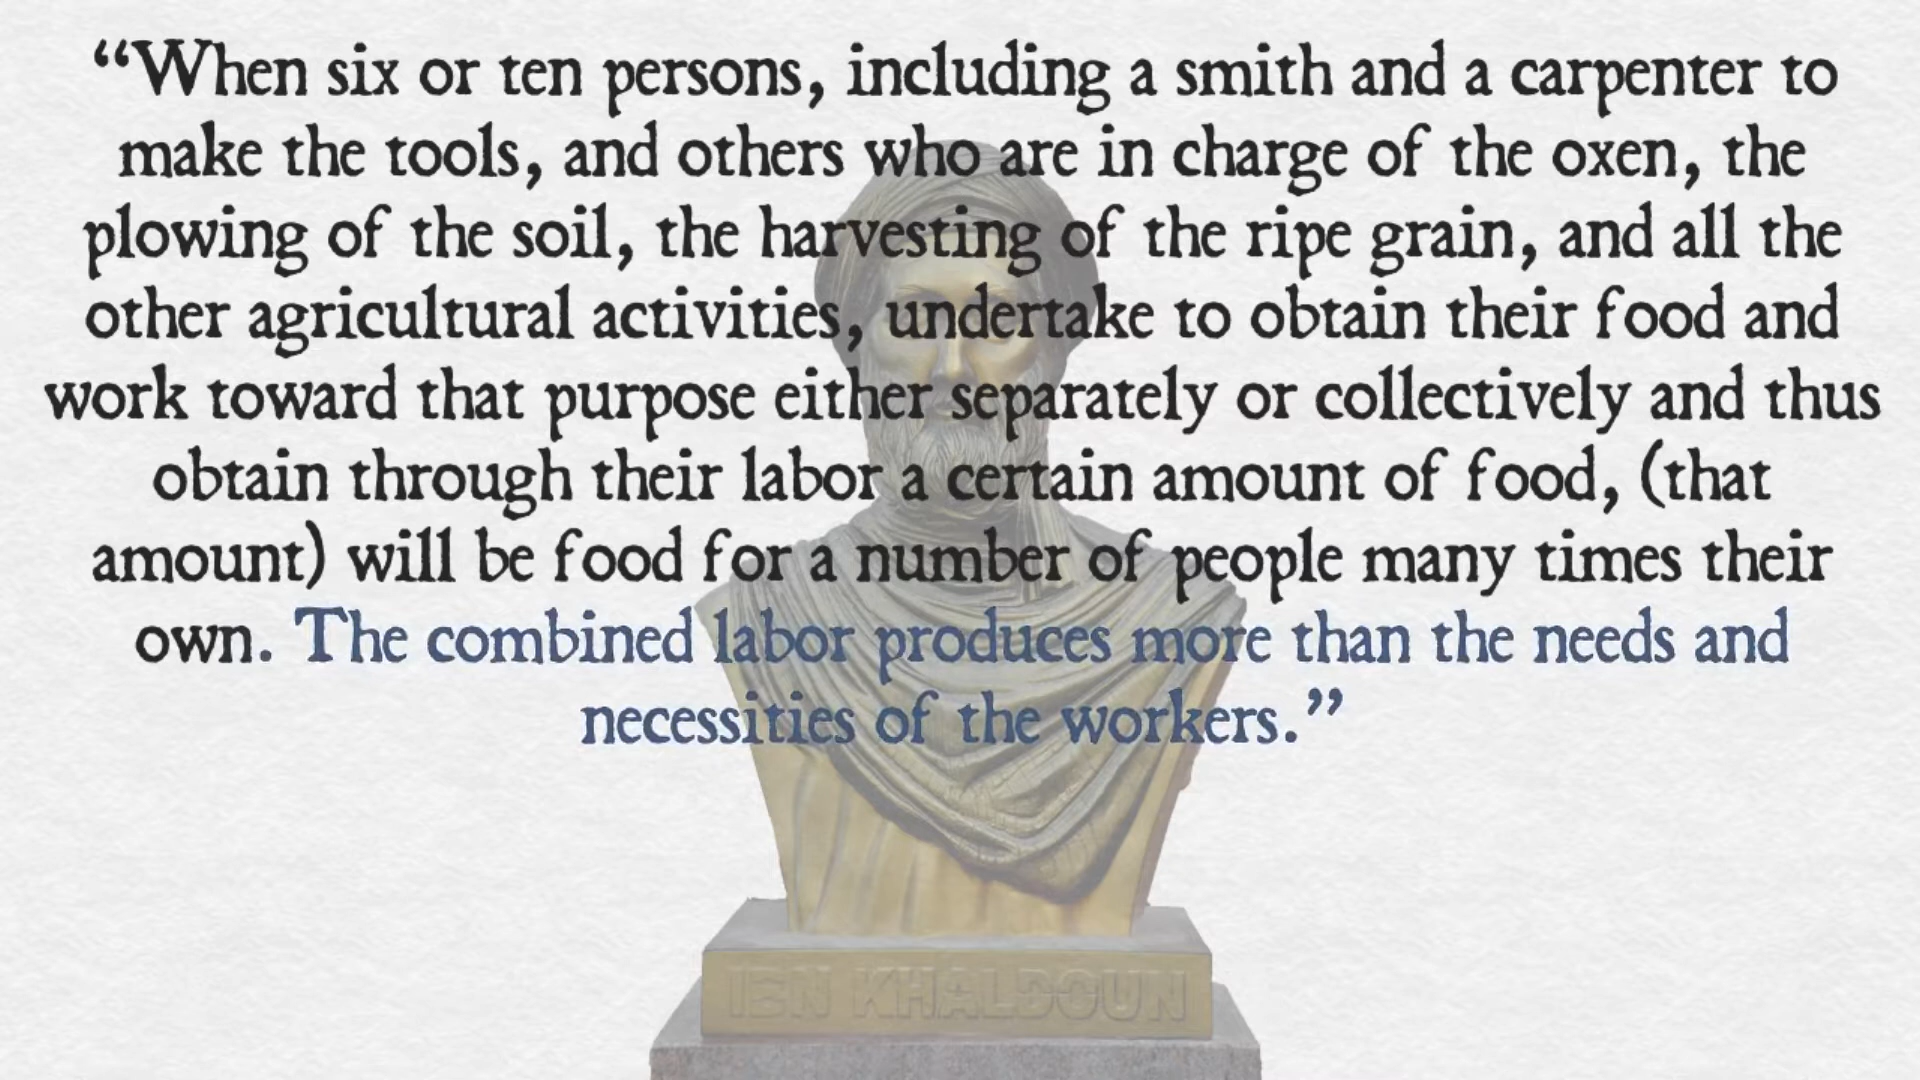 “When six or ten persons, including a smith and a carpenter to
make the tools, and others who are in charge of the oxen, the
plowing of the soil, the harvesting of the ripe grain, and all the
other agricultural activities, undertake to obtain their food and
work toward that purpose either separately or collectively and thus
obtain through their labor a certain amount of food, (that
amount) will be food for a number of people many times their
own. The combined labor produces more than the needs and
necessities of the workers.”
IBN KHALDOUN